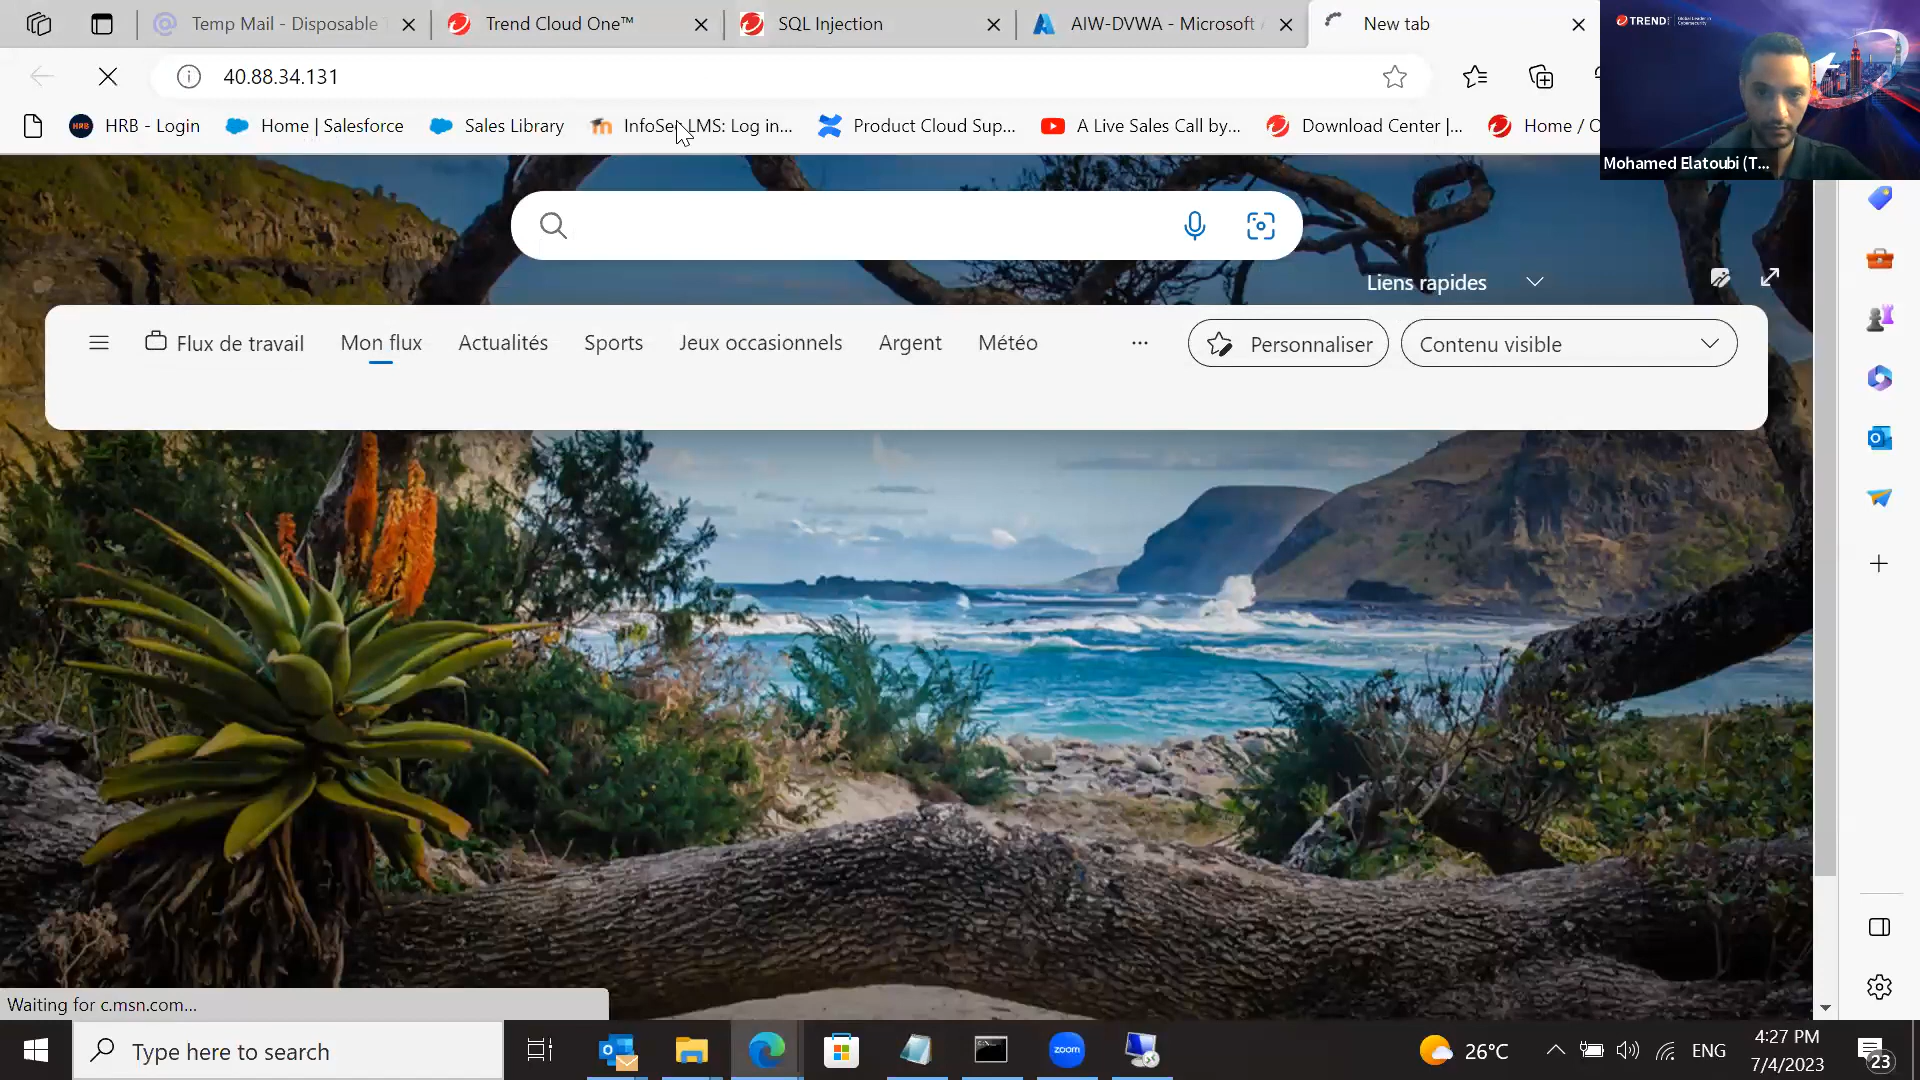 Temp Mail - Disposable
Trend Cloud One™
SQL Injection
AIW-DVWA - Microsoft
New tab
40.88.34.131
HRB
HRB - Login
Home | Salesforce
Sales Library
InfoSec LMS: Log in...
Product Cloud Sup...
A Live Sales Call by...
Download Center |...
Home / O
TREND
Mohamed Elatoubi (T...
Liens rapides
Flux de travail
Mon flux
Actualités
Sports
Jeux occasionnels
Argent
Météo
...
Personnaliser
Contenu visible
Waiting for c.msn.com...
Type here to search
zoom
26°C
ENG
4:27 PM
7/4/2023
23